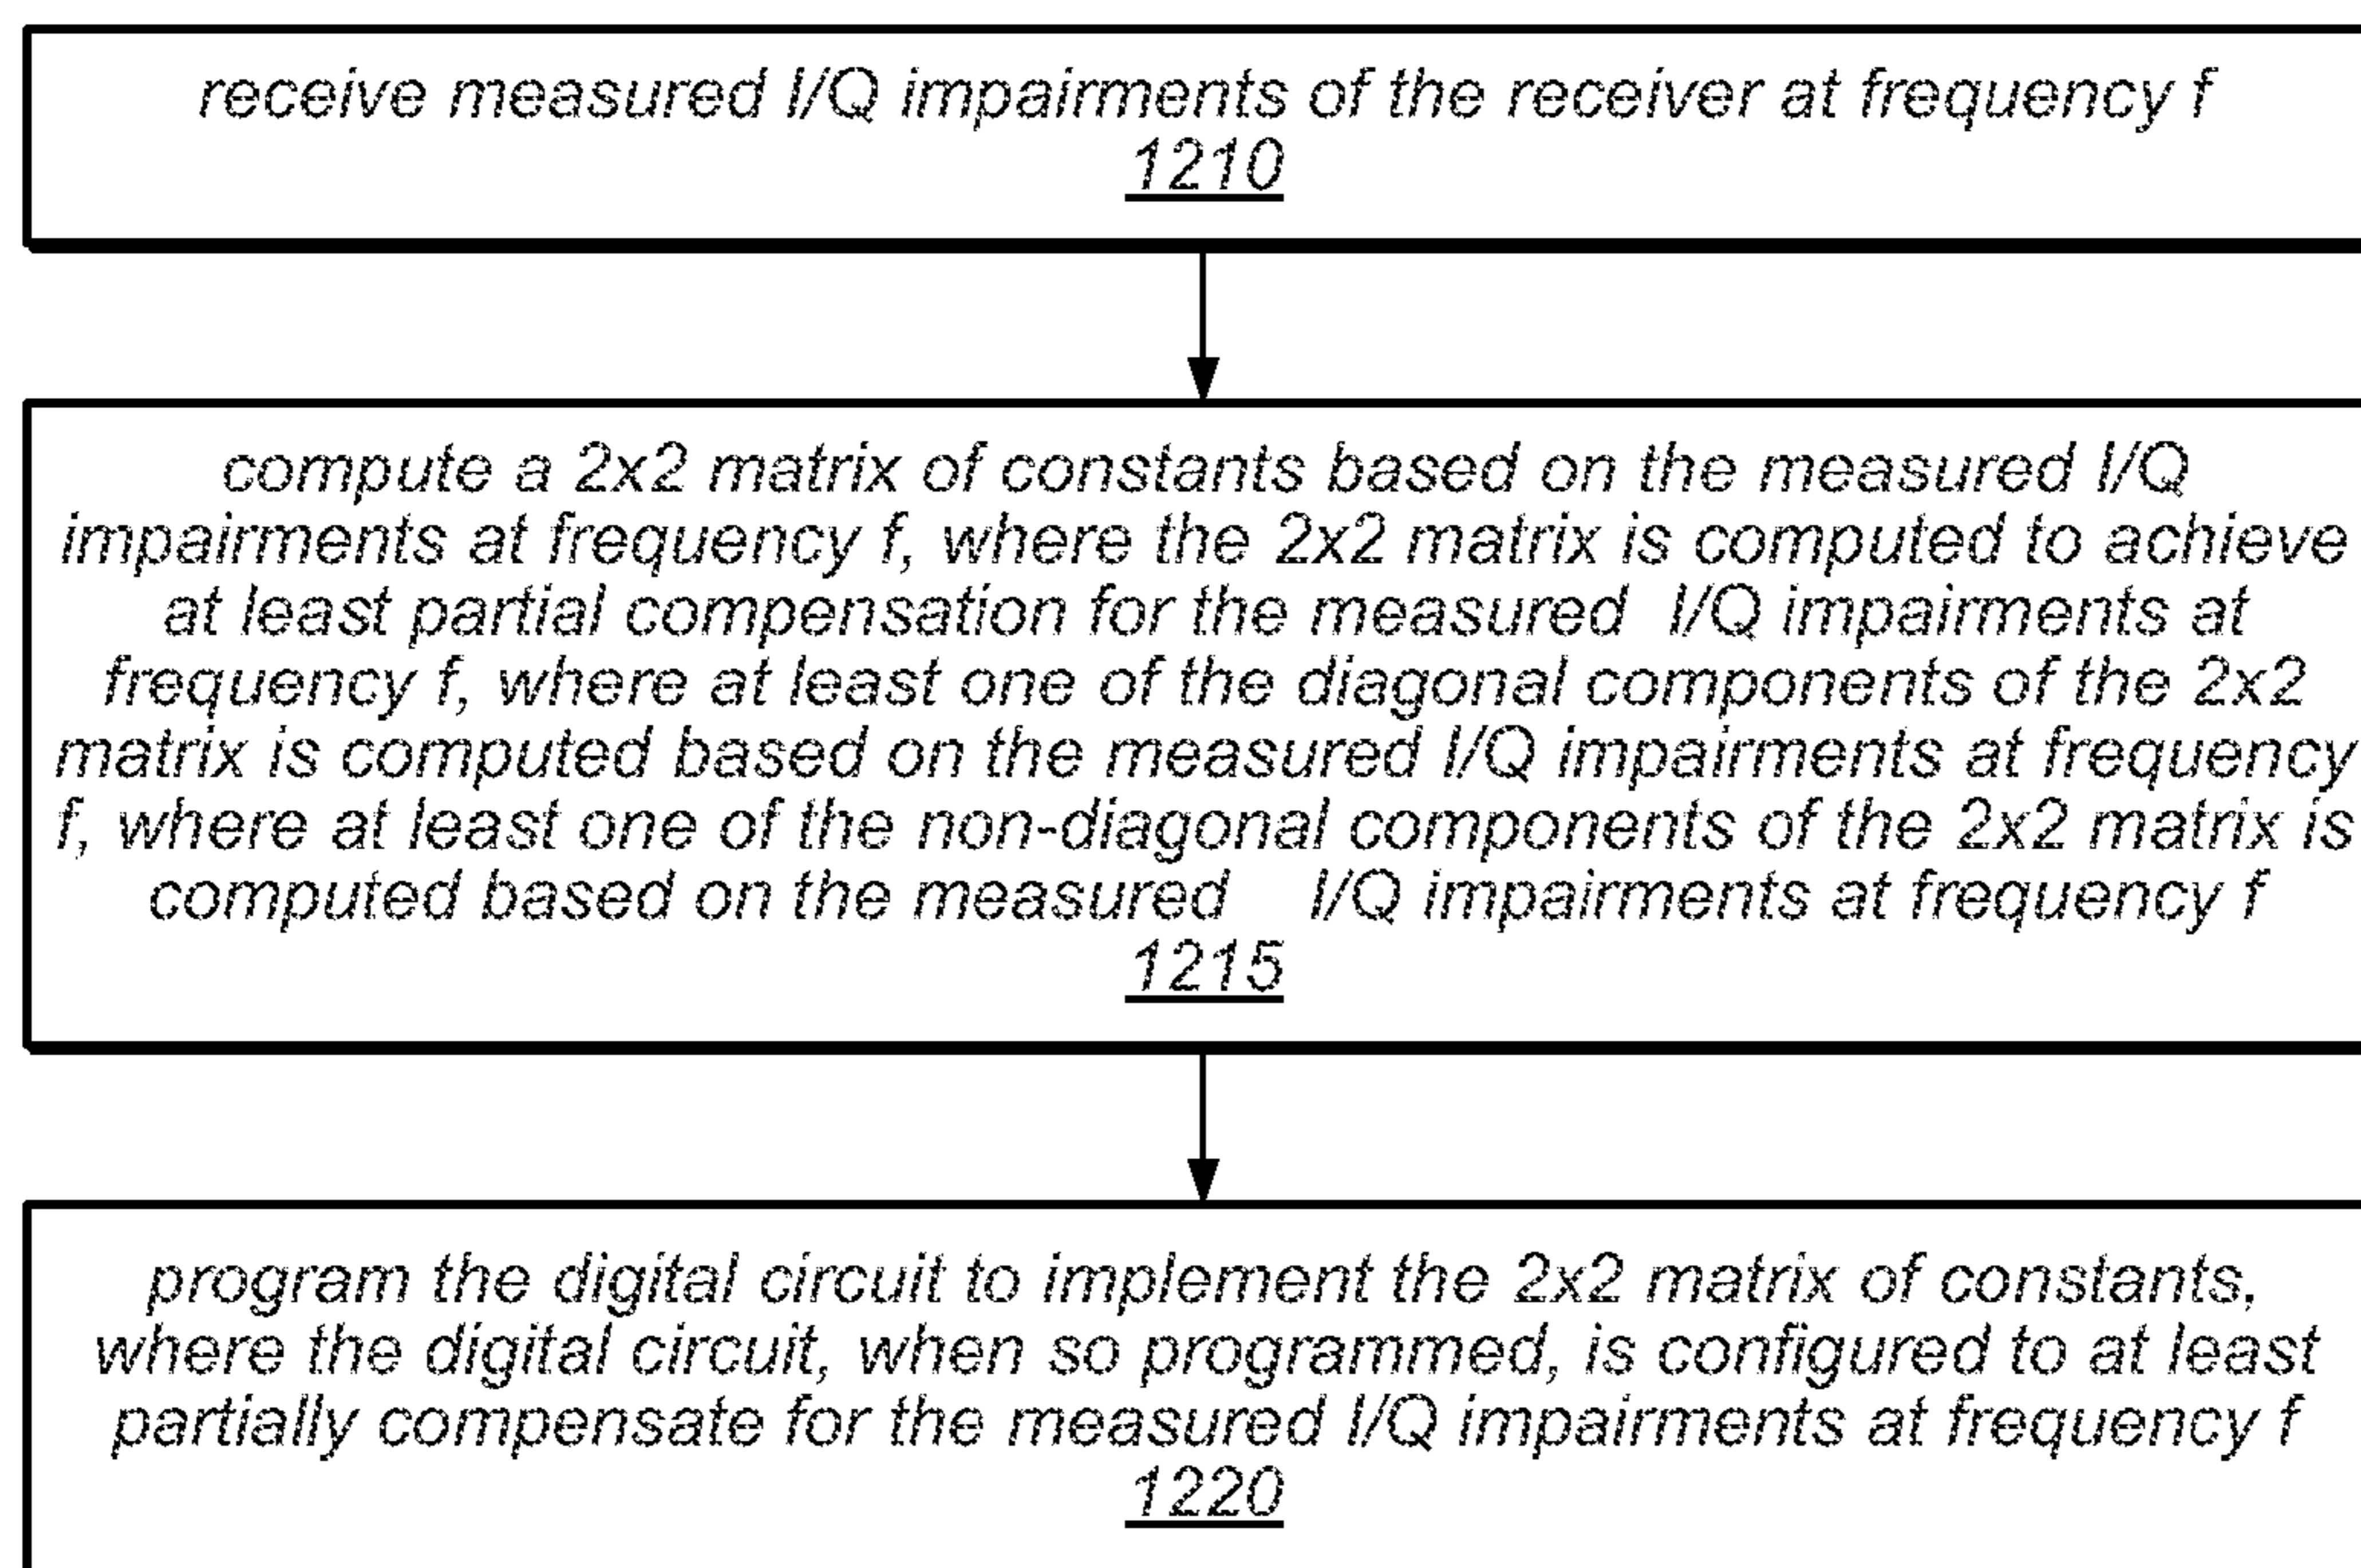 receive measured I/Q impairments of the receiver at frequency f
1210
compute a 2x2 matrix of constants based on the measured I/Q
impairments at frequency f, where the 2x2 matrix is computed to achieve
at least partial compensation for the measured I/Q impairments at
frequency f, where at least one of the diagonal components of the 2x2
matrix is computed based on the measured I/Q impairments at frequency
f, where at least one of the non-diagonal components of the 2x2 matrix is
computed based on the measured I/Q impairments at frequency f
1215
program the digital circuit to implement the 2x2 matrix of constants,
where the digital circuit, when so programmed, is configured to at least
partially compensate for the measured I/Q impairments at frequency f
1220